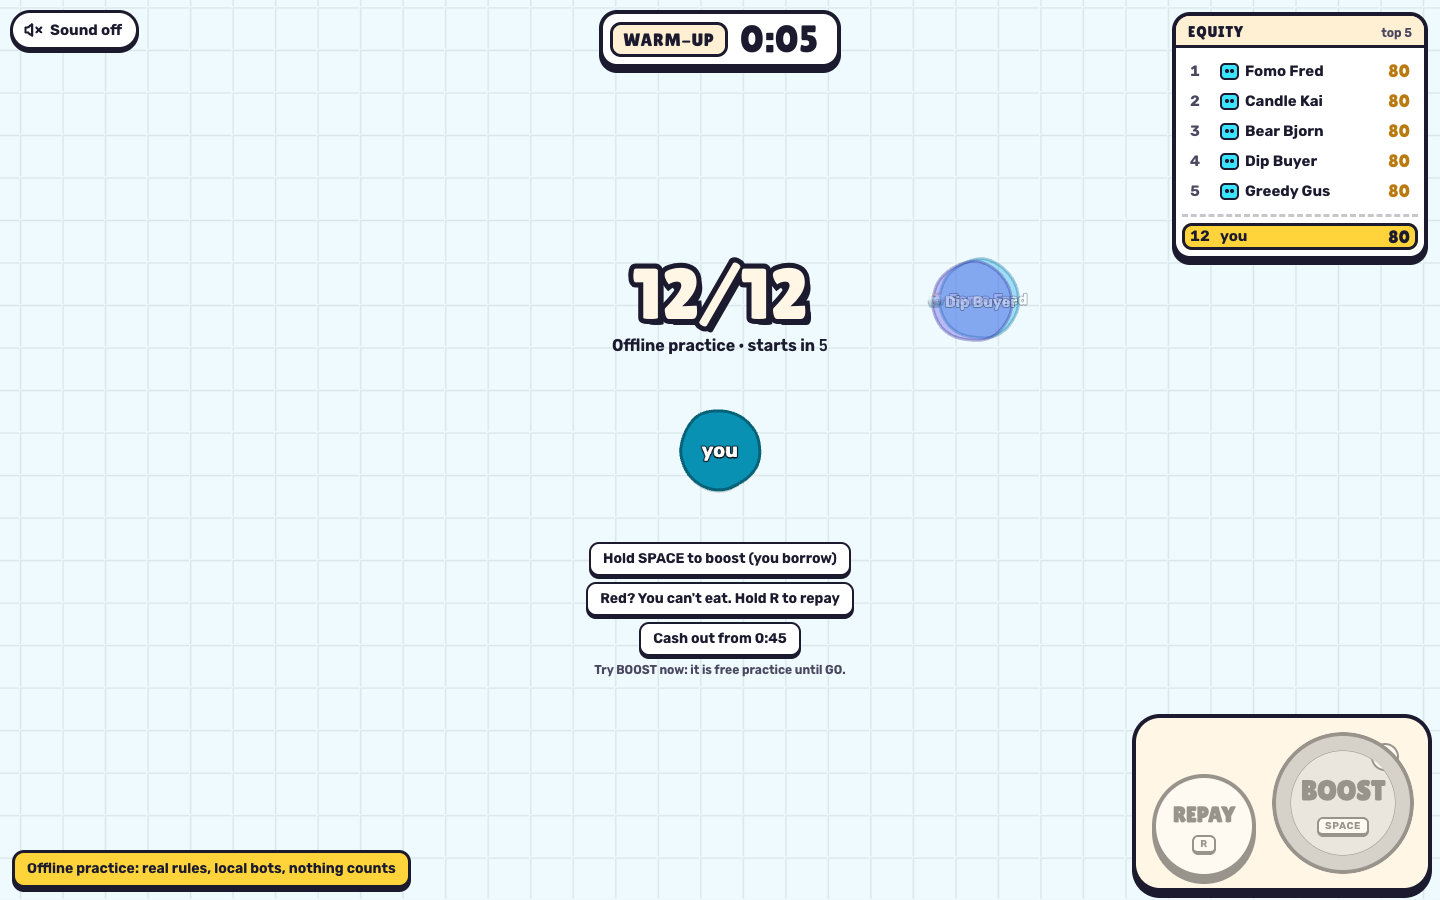 Sound off
WARM-UP 0:05
EQUITY top 5
1 Fomo Fred 80
2 Candle Kai 80
3 Bear Bjorn 80
4 Dip Buyer 80
5 Greedy Gus 80
12 you 80
12/12
Offline practice • starts in 5
Dip Buyer
you
Hold SPACE to boost (you borrow)
Red? You can't eat. Hold R to repay
Cash out from 0:45
Try BOOST now: it is free practice until GO.
REPAY
R
BOOST
SPACE
Offline practice: real rules, local bots, nothing counts